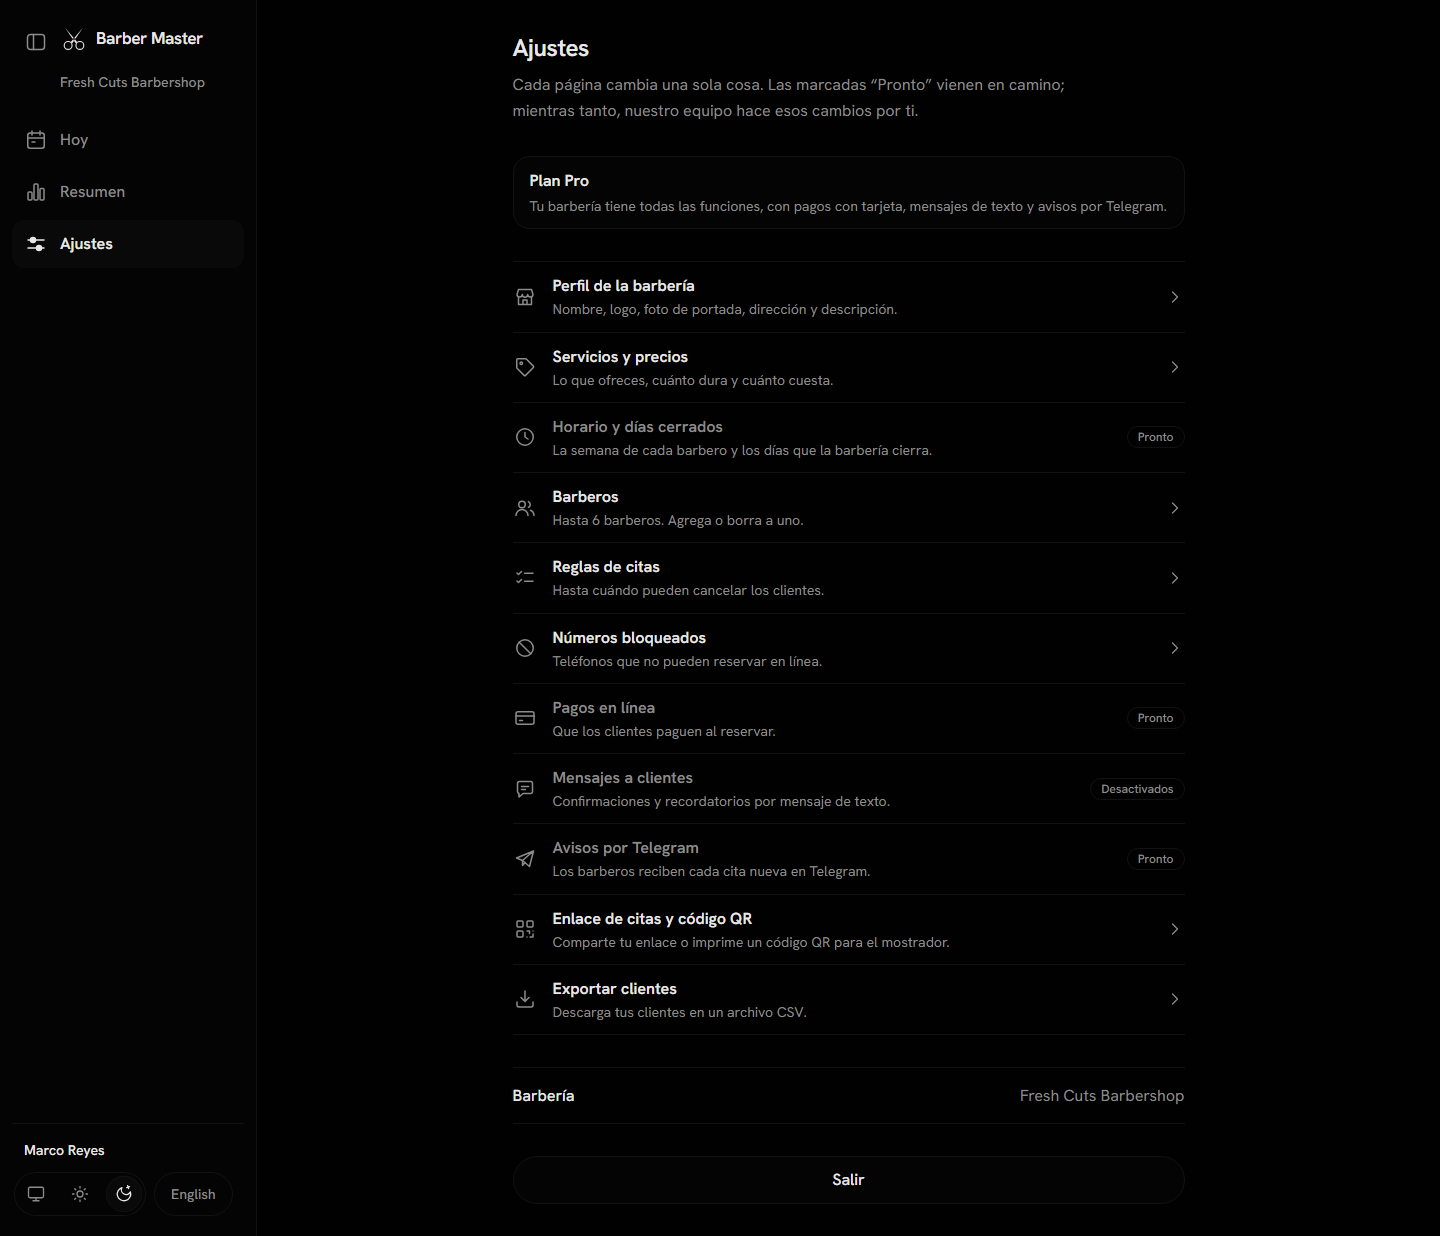 Barber Master
Fresh Cuts Barbershop
Hoy
Resumen
Ajustes
Marco Reyes
English
Ajustes
Cada página cambia una sola cosa. Las marcadas “Pronto” vienen en camino;
mientras tanto, nuestro equipo hace esos cambios por ti.
Plan Pro
Tu barbería tiene todas las funciones, con pagos con tarjeta, mensajes de texto y avisos por Telegram.
Perfil de la barbería
Nombre, logo, foto de portada, dirección y descripción.
Servicios y precios
Lo que ofreces, cuánto dura y cuánto cuesta.
Horario y días cerrados
La semana de cada barbero y los días que la barbería cierra.
Pronto
Barberos
Hasta 6 barberos. Agrega o borra a uno.
Reglas de citas
Hasta cuándo pueden cancelar los clientes.
Números bloqueados
Teléfonos que no pueden reservar en línea.
Pagos en línea
Que los clientes paguen al reservar.
Pronto
Mensajes a clientes
Confirmaciones y recordatorios por mensaje de texto.
Desactivados
Avisos por Telegram
Los barberos reciben cada cita nueva en Telegram.
Pronto
Enlace de citas y código QR
Comparte tu enlace o imprime un código QR para el mostrador.
Exportar clientes
Descarga tus clientes en un archivo CSV.
Barbería
Fresh Cuts Barbershop
Salir